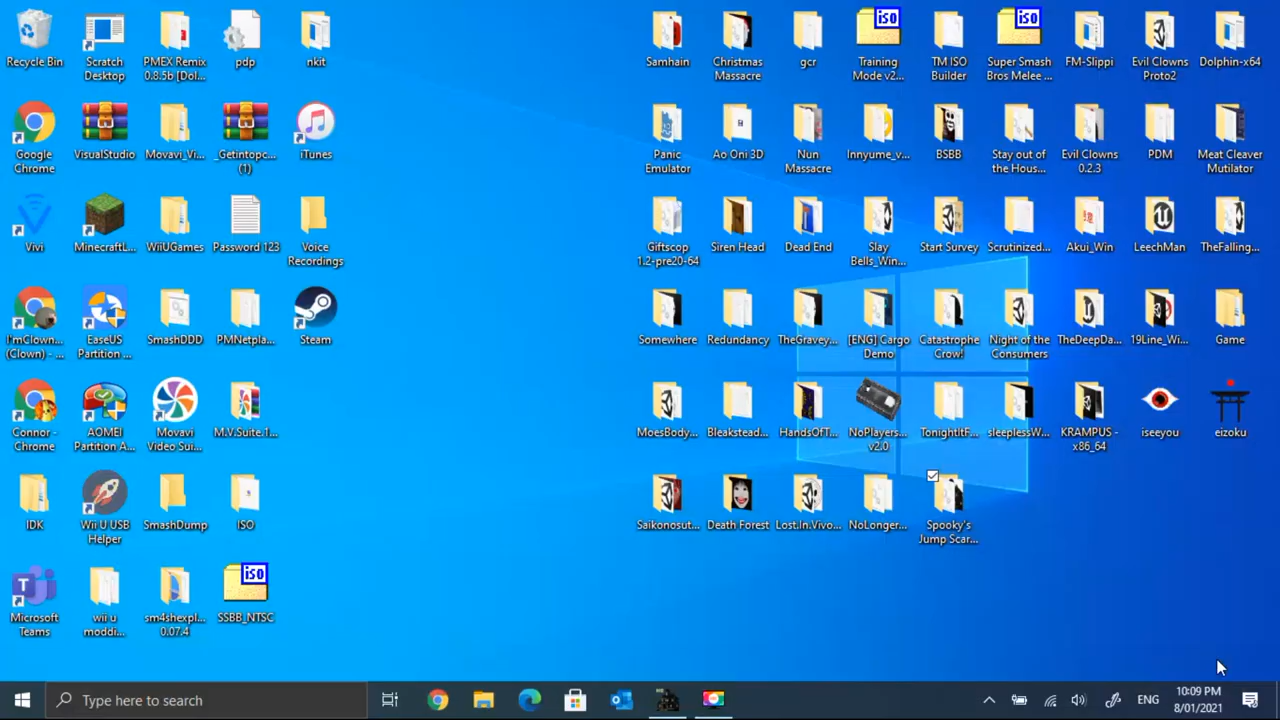 Recycle Bin
Scratch
Desktop
PMEX Remix
0.8.5b [Dol...
pdp
nkit
Samhain
Christmas
Massacre
gcr
iso
Training
Mode v2...
TM ISO
Builder
iso
Super Smash
Bros Melee ...
FM-Slippi
Evil Clowns
Proto2
Dolphin-x64
Google
Chrome
VisualStudio
Movavi_Vi...
_Getintopc...
(1)
iTunes
Panic
Emulator
Ao Oni 3D
Nun
Massacre
Innyume_v...
BSBB
Stay out of
the Hous...
Evil Clowns
0.2.3
PDM
Meat Cleaver
Mutilator
Vivi
MinecraftL...
WiiUGames
Password 123
Voice
Recordings
Giftscop
1.2-pre20-64
Siren Head
Dead End
Slay
Bells_Win...
Start Survey
Scrutinized...
Akui_Win
LeechMan
TheFalling...
I'mClown...
(Clown) - ...
EaseUS
Partition ...
SmashDDD
PMNetpla...
Steam
Somewhere
Redundancy
TheGravey...
[ENG] Cargo
Demo
Catastrophe
Crow!
Night of the
Consumers
TheDeepDa...
19Line_Wi...
Game
Connor -
Chrome
AOMEI
Partition A...
Movavi
Video Sui...
M.V.Suite.1...
MoesBody...
Bleakstead...
HandsOfT...
NoPlayers...
v2.0
TonightItF...
sleeplessW...
KRAMPUS -
x86_64
iseeyou
eizoku
IDK
Wii U USB
Helper
SmashDump
ISO
Saikonosut...
Death Forest
Lost.In.Vivo...
NoLonger...
Spooky's
Jump Scar...
Microsoft
Teams
wii u
moddi...
sm4shexpl...
0.07.4
iso
SSBB_NTSC
Type here to search
ENG
10:09 PM
8/01/2021